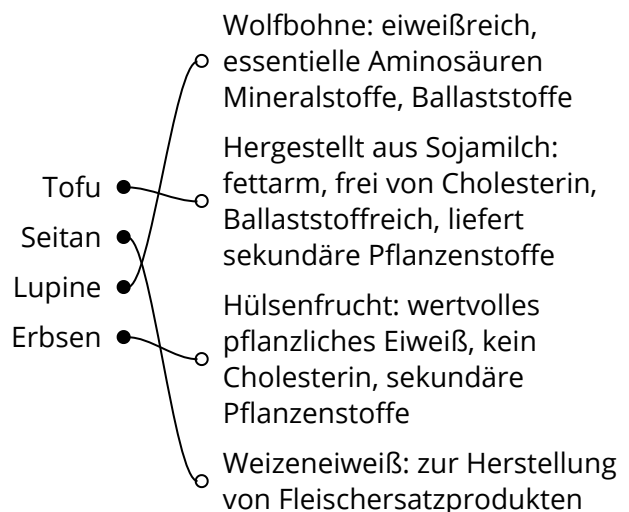 Tofu
Seitan
Lupine
Erbsen
Wolfbohne: eiweißreich,
essentielle Aminosäuren
Mineralstoffe, Ballaststoffe
Hergestellt aus Sojamilch:
fettarm, frei von Cholesterin,
Ballaststoffreich, liefert
sekundäre Pflanzenstoffe
Hülsenfrucht: wertvolles
pflanzliches Eiweiß, kein
Cholesterin, sekundäre
Pflanzenstoffe
Weizeneiweiß: zur Herstellung
von Fleischersatzprodukten